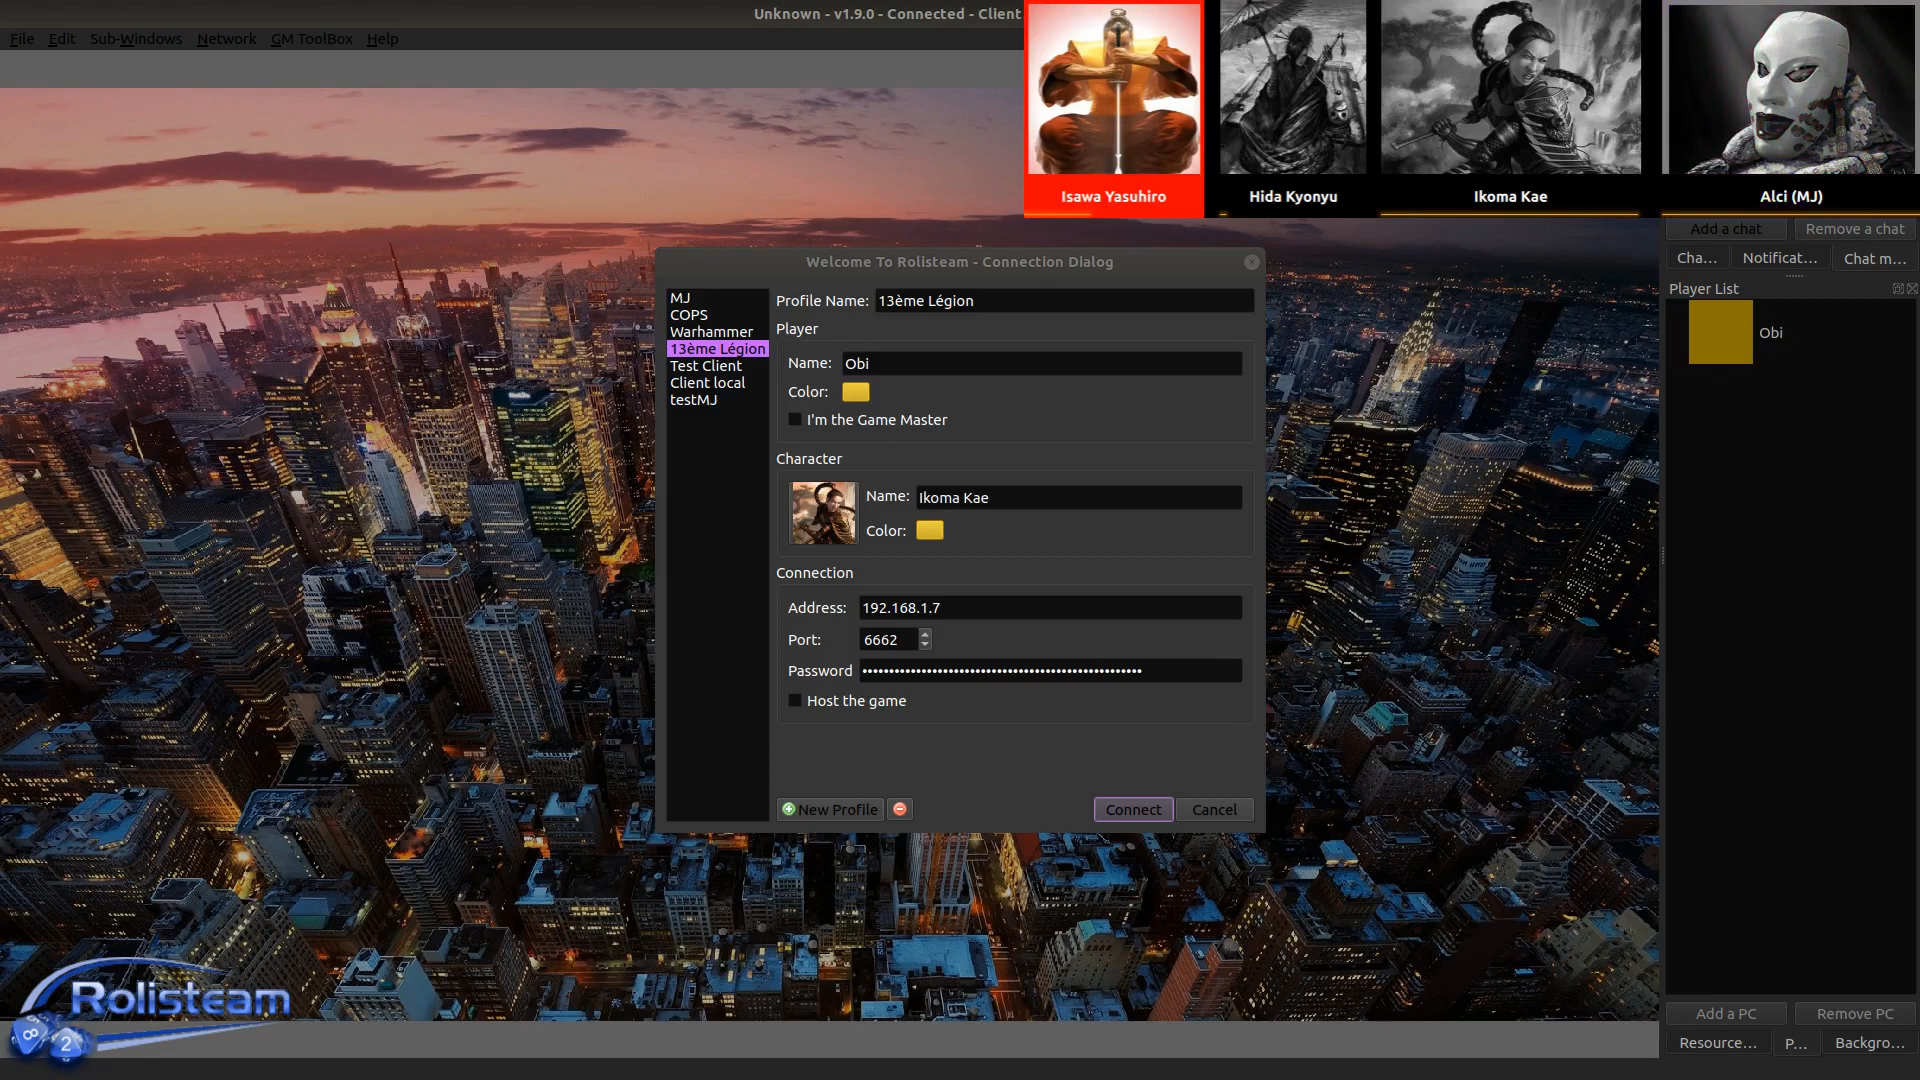 Unknown - v1.9.0 - Connected - Client
File Edit Sub-Windows Network GM ToolBox Help
Isawa Yasuhiro
Hida Kyonyu
Ikoma Kae
Alci (MJ)
Add a chat
Remove a chat
Cha...
Notificat...
Chat m...
Player List
Obi
Welcome To Rolisteam - Connection Dialog
MJ
COPS
Warhammer
13ème Légion
Test Client
Client local
testMJ
Profile Name: 13ème Légion
Player
Name: Obi
Color:
I'm the Game Master
Character
Name: Ikoma Kae
Color:
Connection
Address: 192.168.1.7
Port: 6662
Password ••••••••••••••••••••••••••••••••••••••••••••••••••••••••
Host the game
New Profile
Connect
Cancel
Rolisteam
8
2
Add a PC
Remove PC
Resource...
P...
Backgro...